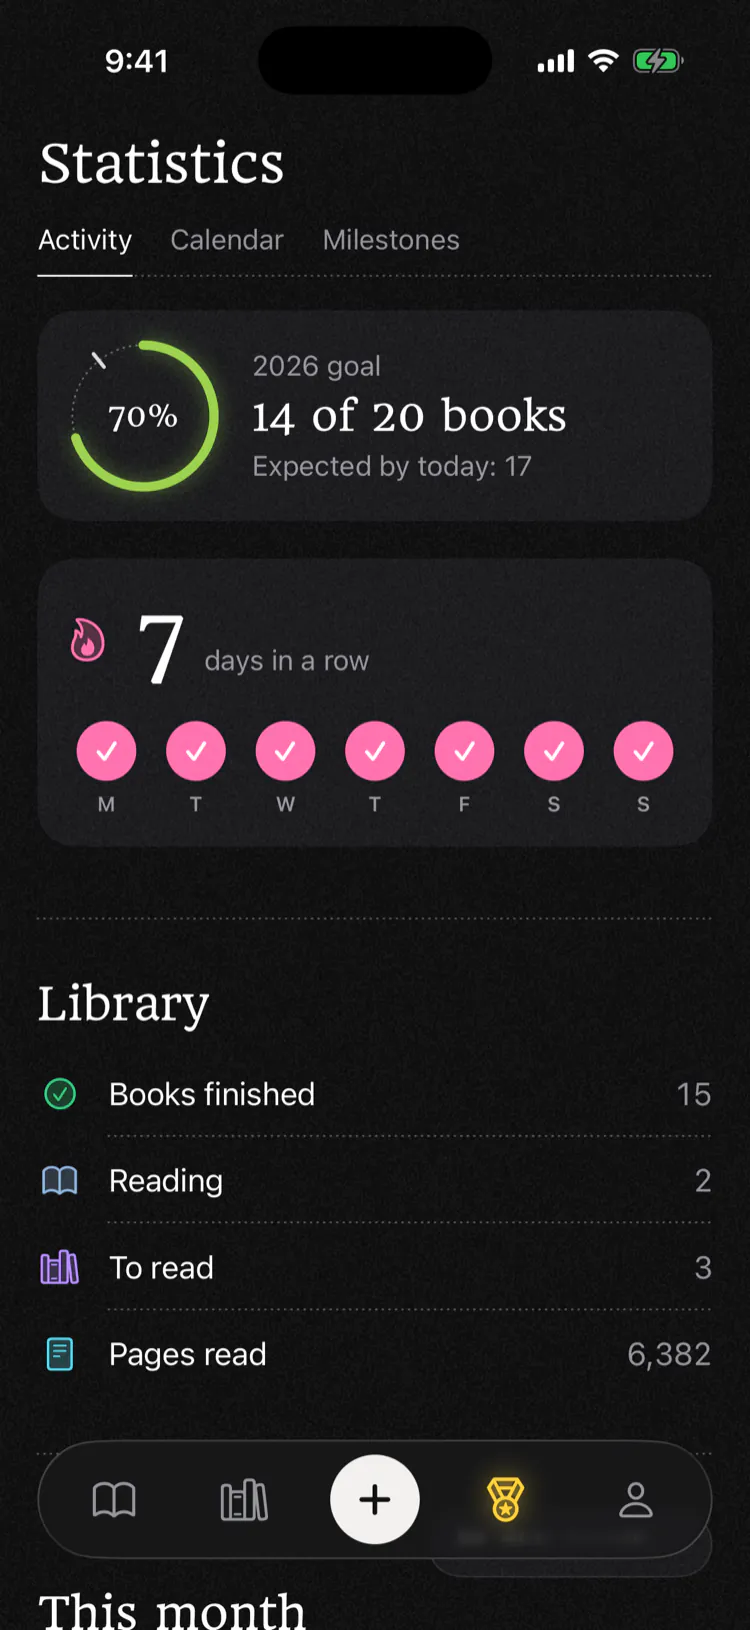 9:41
Statistics
Activity Calendar Milestones
70%
2026 goal
14 of 20 books
Expected by today: 17
7 days in a row
M T W T F S S
Library
Books finished 15
Reading 2
To read 3
Pages read 6,382
This month